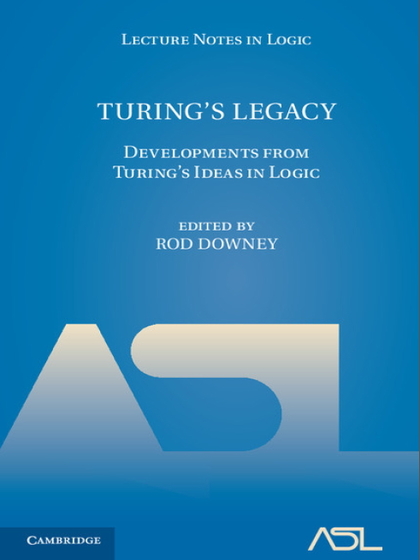 LECTURE NOTES IN LOGIC
TURING'S LEGACY
DEVELOPMENTS FROM
TURING'S IDEAS IN LOGIC
EDITED BY
ROD DOWNEY
ASL
CAMBRIDGE
ASL